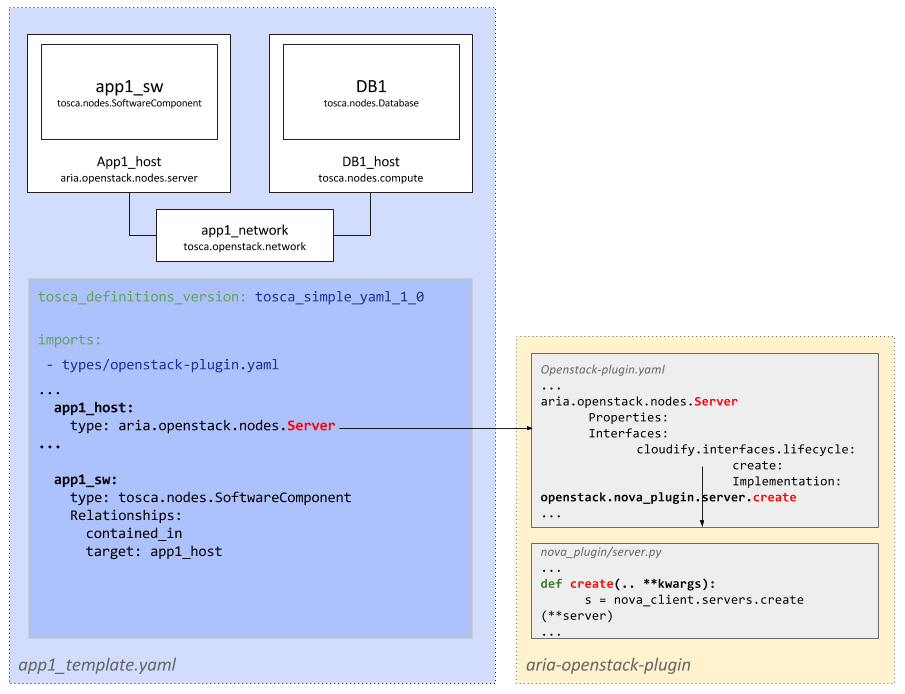 app1_sw
tosca.nodes.SoftwareComponent
App1_host
aria.openstack.nodes.server
DB1
tosca.nodes.Database
DB1_host
tosca.nodes.compute
app1_network
tosca.openstack.network
tosca_definitions_version: tosca_simple_yaml_1_0
imports:
- types/openstack-plugin.yaml
...
app1_host:
type: aria.openstack.nodes.Server
...
app1_sw:
type: tosca.nodes.SoftwareComponent
Relationships:
contained_in
target: app1_host
app1_template.yaml
Openstack-plugin.yaml
...
aria.openstack.nodes.Server
Properties:
Interfaces:
cloudify.interfaces.lifecycle:
create:
Implementation:
openstack.nova_plugin.server.create
...
nova_plugin/server.py
...
def create(.. **kwargs):
s = nova_client.servers.create
(**server)
...
aria-openstack-plugin